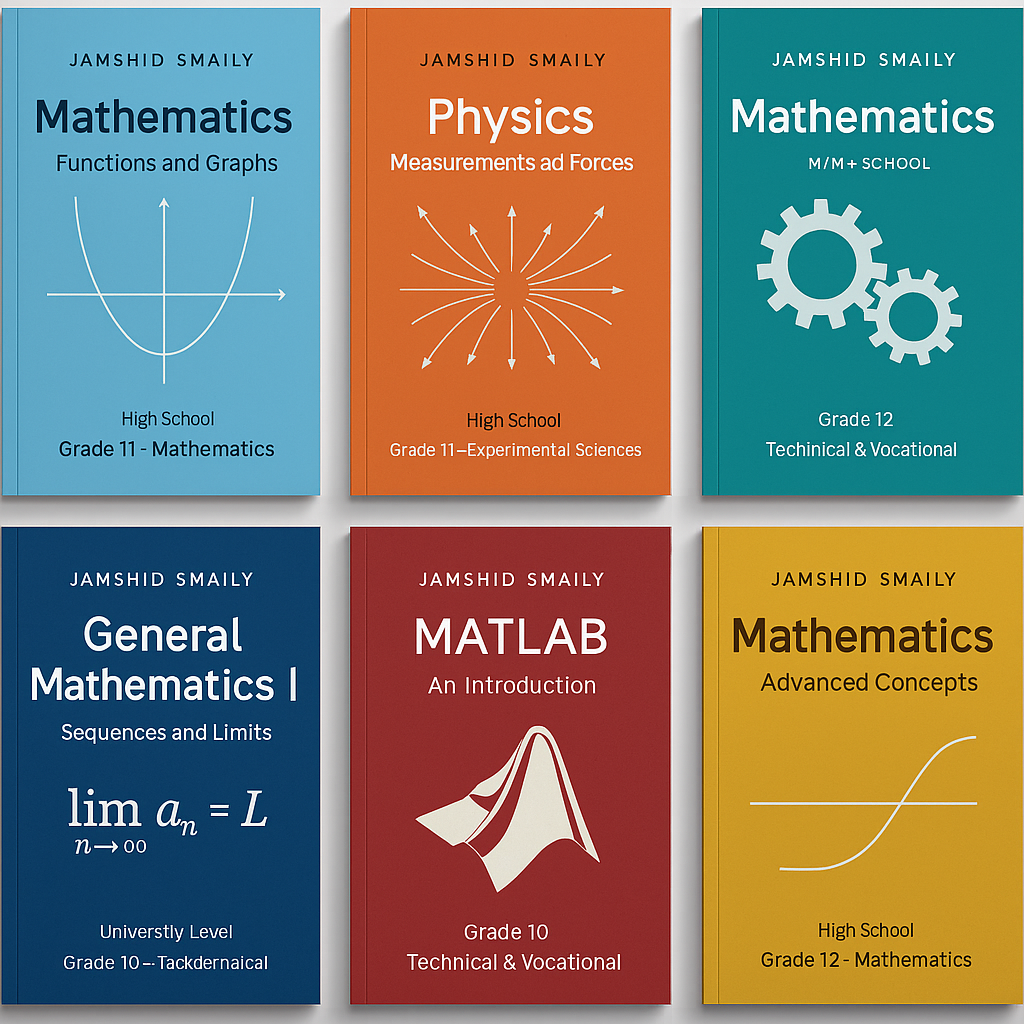 JAMSHID SMAILY
Mathematics
Functions and Graphs
High School
Grade 11 - Mathematics
JAMSHID SMAILY
Physics
Measurements ad Forces
High School
Grade 11–Experimental Sciences
JAMSHID SMAILY
Mathematics
M/M+SCHOOL
Grade 12
Techinical & Vocational
JAMSHID SMAILY
General
Mathematics I
Sequences and Limits
lim aₙ = L
n→∞
Universtly Level
Grade 10–·Tackdernaical
JAMSHID SMAILY
MATLAB
An Introduction
Grade 10
Technical & Vocational
JAMSHID SMAILY
Mathematics
Advanced Concepts
High School
Grade 12 - Mathematics